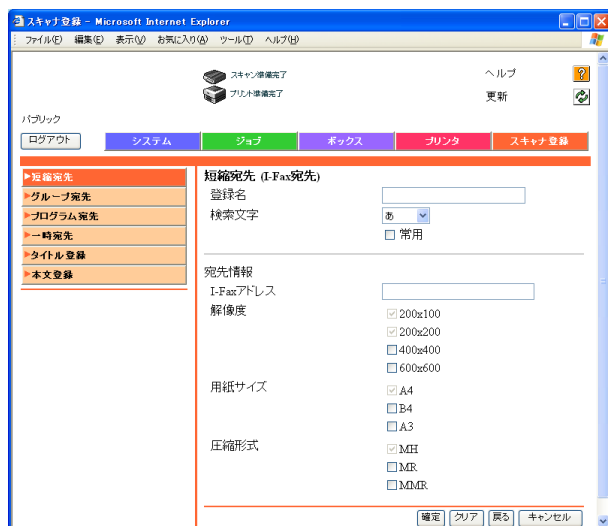 スキャナ登録 - Microsoft Internet Explorer
ファイル(F) 編集(E) 表示(V) お気に入り(A) ツール(T) ヘルプ(H)
スキャン準備完了
プリント準備完了
ヘルプ
更新
パブリック
ログアウト システム ジョブ ボックス プリンタ スキャナ登録
短縮宛先
グループ宛先
プログラム宛先
一時宛先
タイトル登録
本文登録
短縮宛先 (I-Fax宛先)
登録名
検索文字 あ
常用
宛先情報
I-Faxアドレス
解像度 200x100
200x200
400x400
600x600
用紙サイズ A4
B4
A3
圧縮形式 MH
MR
MMR
確定 クリア 戻る キャンセル